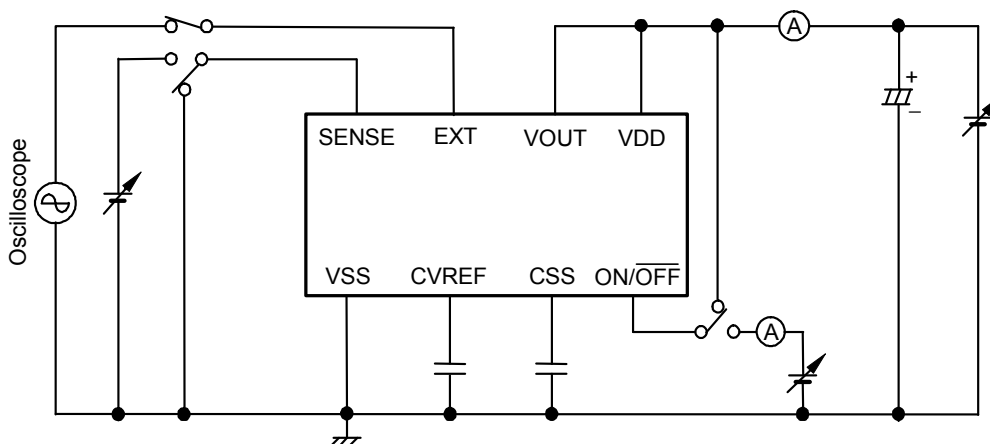 A
+
−
SENSE EXT VOUT VDD
Oscilloscope
VSS CVREF CSS ON/OFF
A